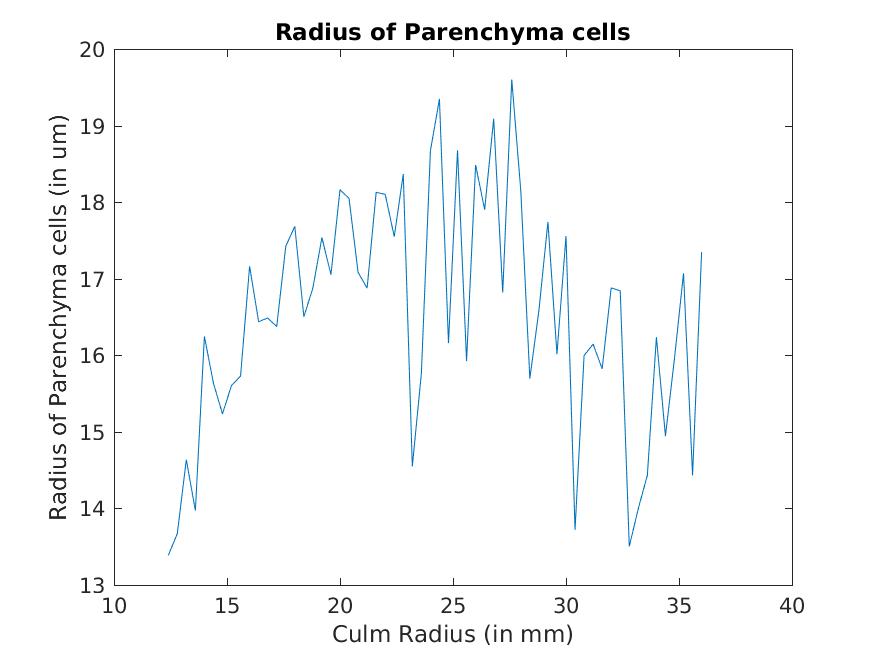 Radius of Parenchyma cells
Radius of Parenchyma cells (in um)
20
19
18
17
16
15
14
13
10 15 20 25 30 35 40
Culm Radius (in mm)